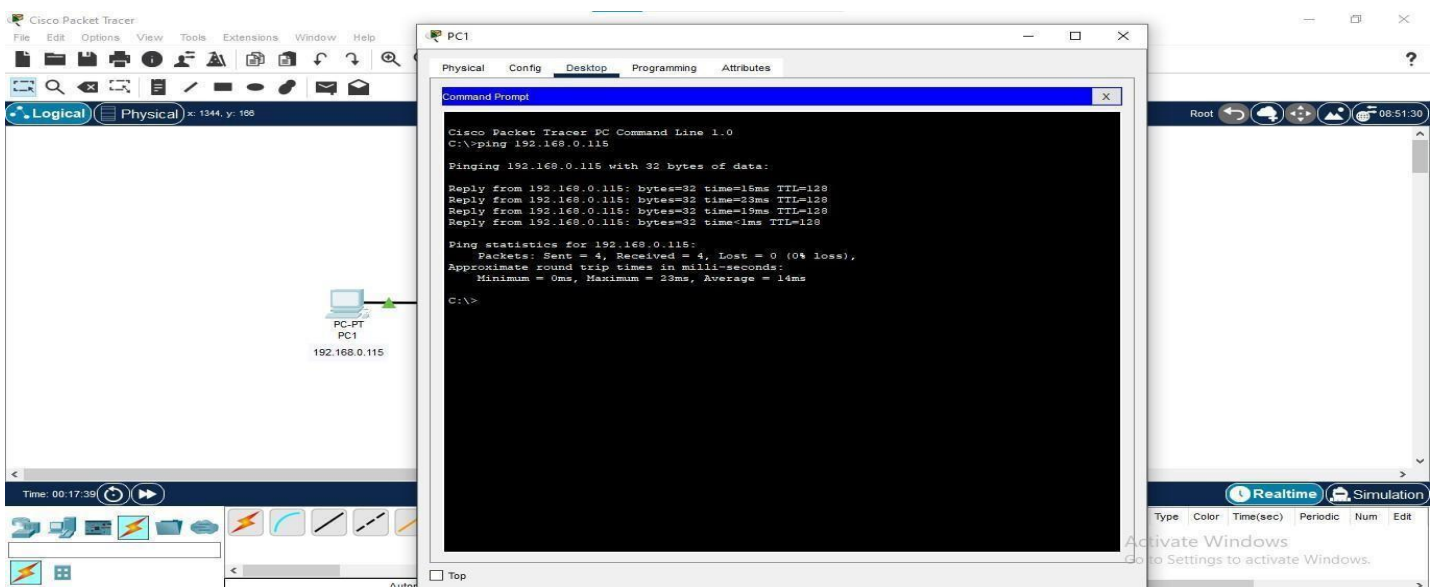 Cisco Packet Tracer
File Edit Options View Tools Extensions Window Help
?
Logical Physical x: 1344, y: 166
Root 08:51:30
PC1
Physical Config Desktop Programming Attributes
Command Prompt X
Cisco Packet Tracer PC Command Line 1.0
C:\>ping 192.168.0.115
Pinging 192.168.0.115 with 32 bytes of data:
Reply from 192.168.0.115: bytes=32 time=15ms TTL=128
Reply from 192.168.0.115: bytes=32 time=23ms TTL=128
Reply from 192.168.0.115: bytes=32 time=19ms TTL=128
Reply from 192.168.0.115: bytes=32 time<1ms TTL=128
Ping statistics for 192.168.0.115:
Packets: Sent = 4, Received = 4, Lost = 0 (0% loss),
Approximate round trip times in milli-seconds:
Minimum = 0ms, Maximum = 23ms, Average = 14ms
C:\>
PC-PT
PC1
192.168.0.115
Time: 00:17:39
Realtime Simulation
Type Color Time(sec) Periodic Num Edit
Activate Windows
Go to Settings to activate Windows.
Top